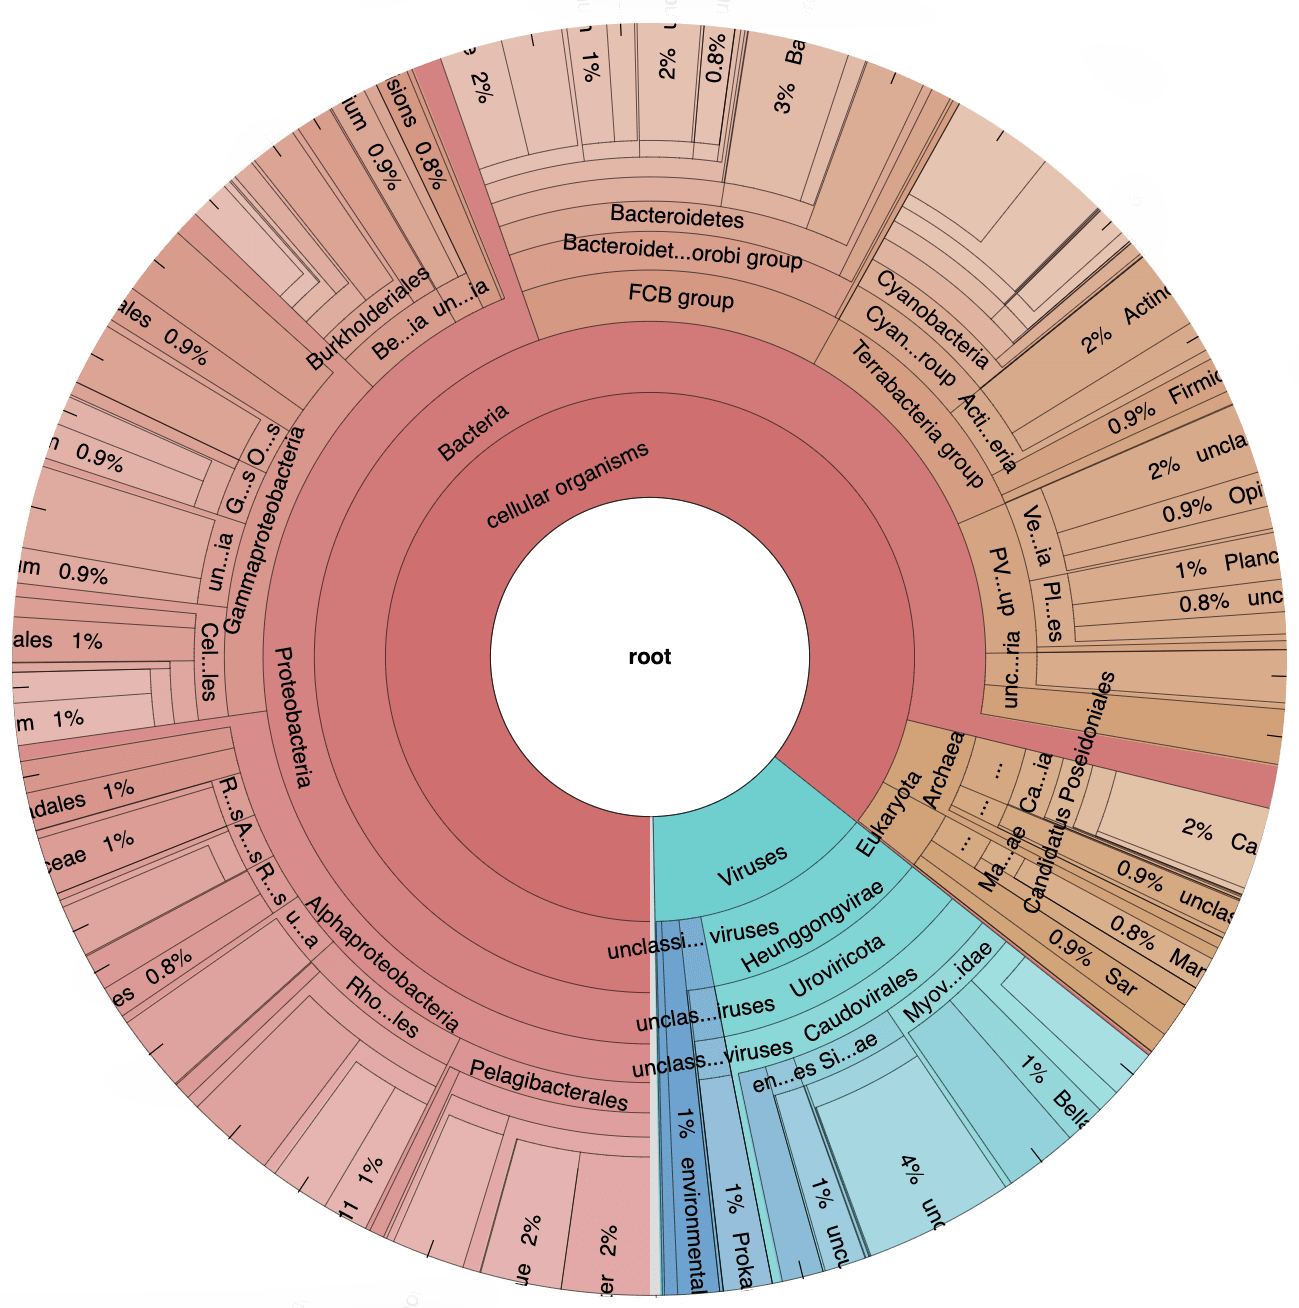 root
cellular organisms
Bacteria
Proteobacteria
Gammaproteobacteria
Alphaproteobacteria
Pelagibacterales
Rho...les
u...a
R...s
A...s
R...s
Cel...les
un...ia
G...s
O...s
Burkholderiales
Be...ia
un...ia
FCB group
Bacteroidet...orobi group
Bacteroidetes
Terrabacteria group
Cyan...roup
Cyanobacteria
Acti...eria
PV...up
Ve...ia
Pl...es
unc...ria
Archaea
Eukaryota
...
...
...
Ca...ia
Ma...ae
Candidatus Poseidoniales
Viruses
Heunggongvirae
Uroviricota
Caudovirales
Myov...idae
Si...ae
en...es
unclassi... viruses
unclas...iruses
unclass...viruses
er 2%
ue 2%
11 1%
es 0.8%
ceae 1%
adales 1%
m 1%
ales 1%
m 0.9%
n 0.9%
ales 0.9%
ium 0.9%
sions 0.8%
e 2%
1%
2% u
0.8%
3% Ba
2% Actino
0.9% Firmic
2% uncla
0.9% Opi
1% Planc
0.8% unc
2% Ca
0.9% unclas
0.8% Mar
0.9% Sar
1% Bella
4% unc
1% uncu
1% Proka
1% environmental